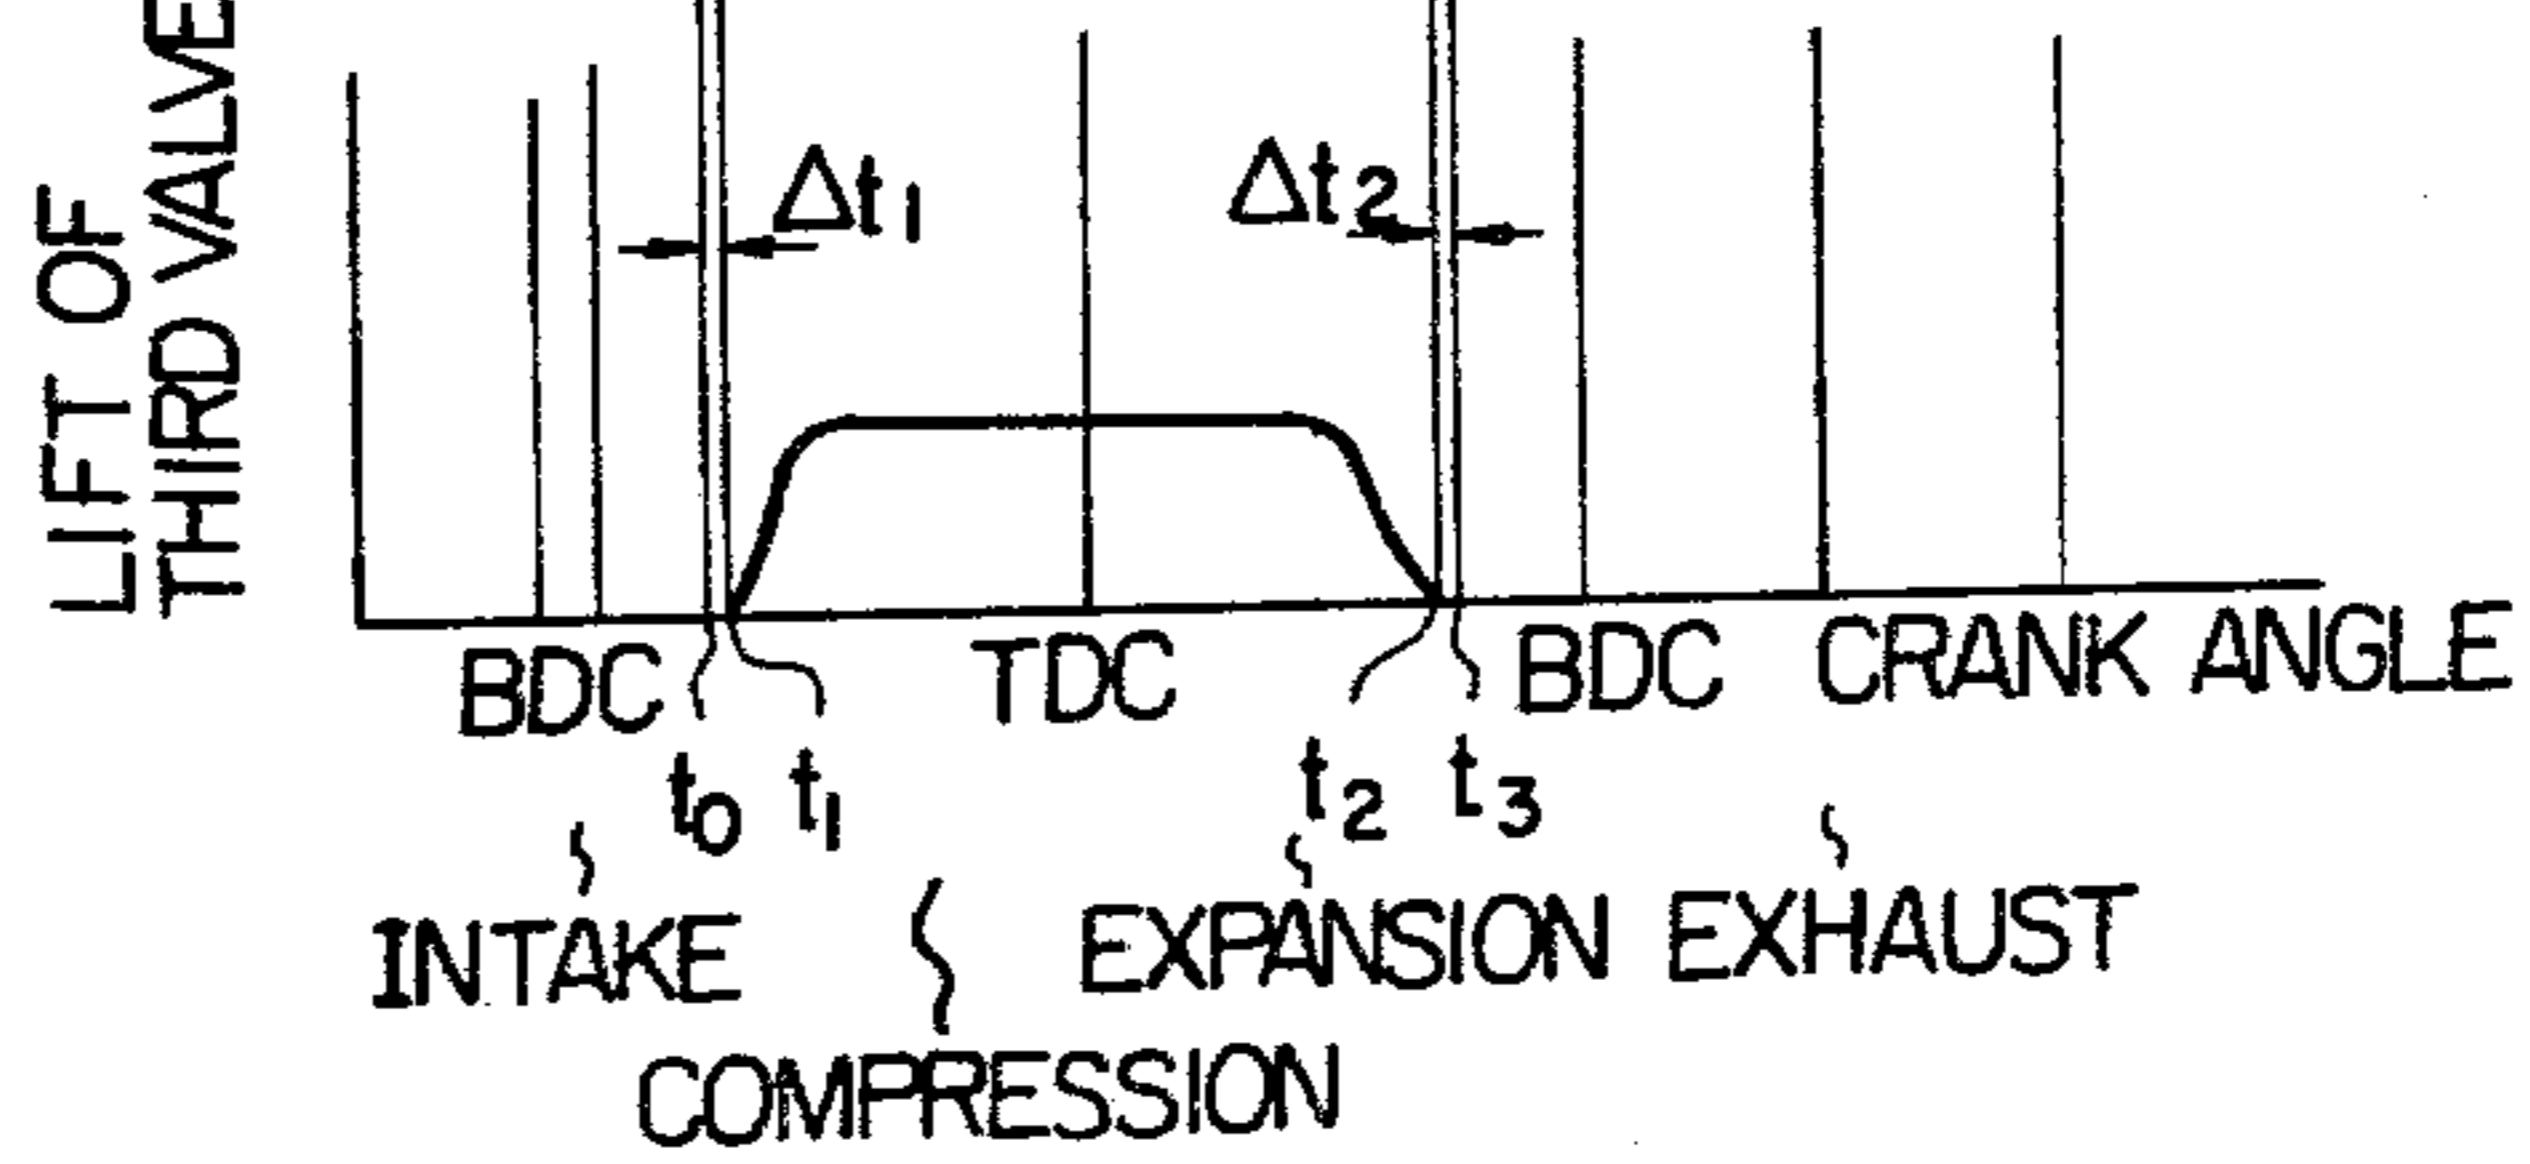 LIFT OF
THIRD VALVE
Δt1
Δt2
BDC
TDC
BDC
CRANK ANGLE
t0
t1
t2
t3
INTAKE
EXPANSION
EXHAUST
COMPRESSION